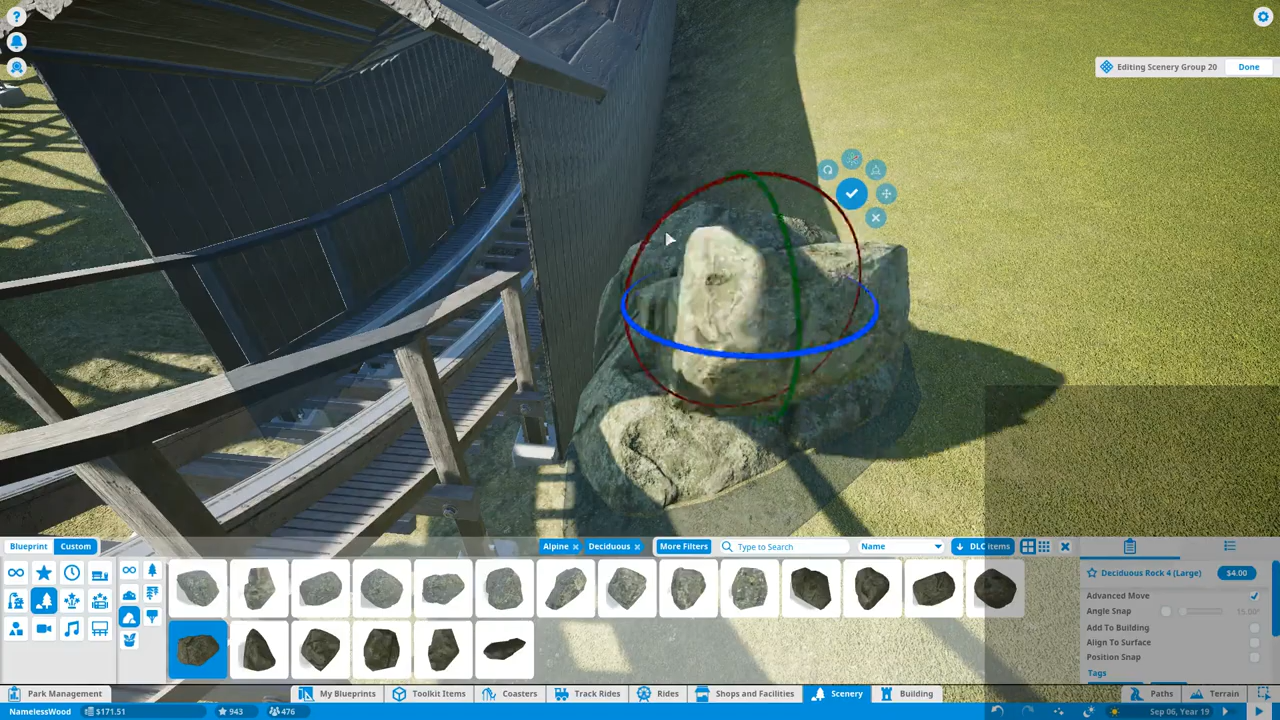 ?
Editing Scenery Group 20 Done
Blueprint Custom Alpine Deciduous More Filters Type to Search Name DLC items
Deciduous Rock 4 (Large) $4.00
Advanced Move
Angle Snap 15.00°
Add To Building
Align To Surface
Position Snap
Tags
Park Management My Blueprints Toolkit Items Coasters Track Rides Rides Shops and Facilities Scenery Building Paths Terrain
NamelessWood $171.51 943 476 Sep 06, Year 19